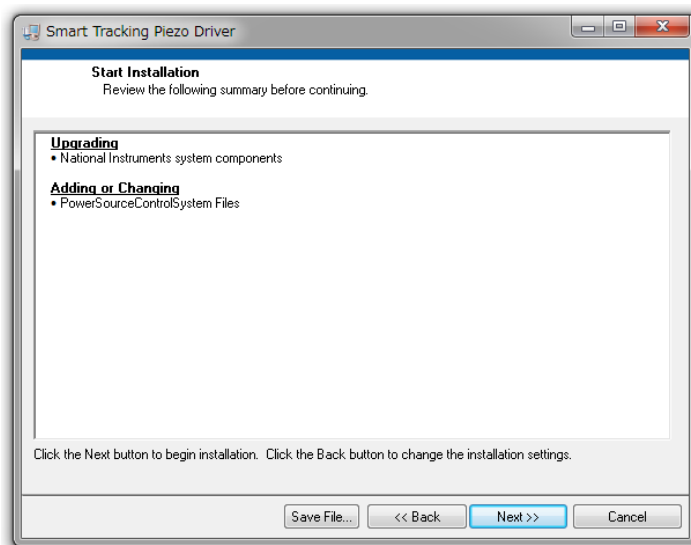 Smart Tracking Piezo Driver
Start Installation
Review the following summary before continuing.
Upgrading
• National Instruments system components
Adding or Changing
• PowerSourceControlSystem Files
Click the Next button to begin installation.  Click the Back button to change the installation settings.
Save File...
<< Back
Next >>
Cancel